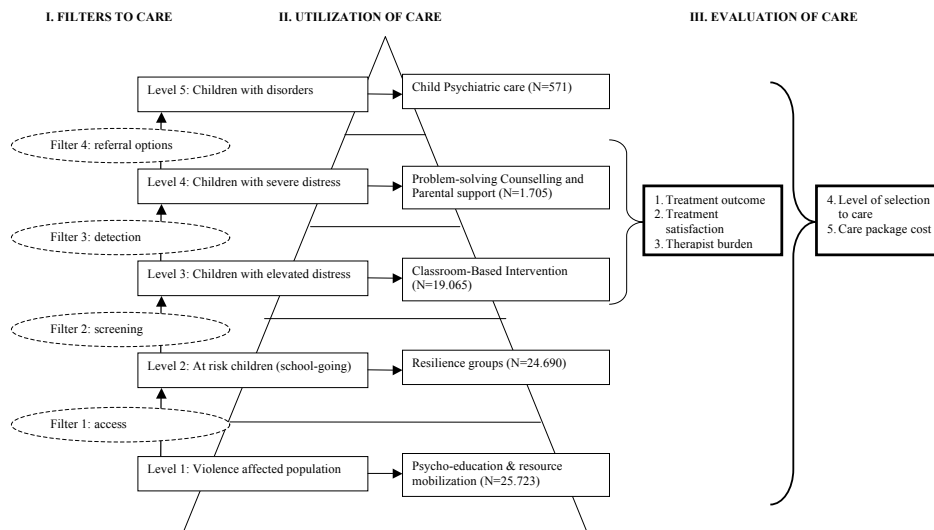 I. FILTERS TO CARE
II. UTILIZATION OF CARE
III. EVALUATION OF CARE
Level 5: Children with disorders
Child Psychiatric care (N=571)
Filter 4: referral options
Level 4: Children with severe distress
Problem-solving Counselling and
Parental support (N=1.705)
Filter 3: detection
Level 3: Children with elevated distress
Classroom-Based Intervention
(N=19.065)
Filter 2: screening
Level 2: At risk children (school-going)
Resilience groups (N=24.690)
Filter 1: access
Level 1: Violence affected population
Psycho-education & resource
mobilization (N=25.723)
1. Treatment outcome
2. Treatment
satisfaction
3. Therapist burden
4. Level of selection
to care
5. Care package cost